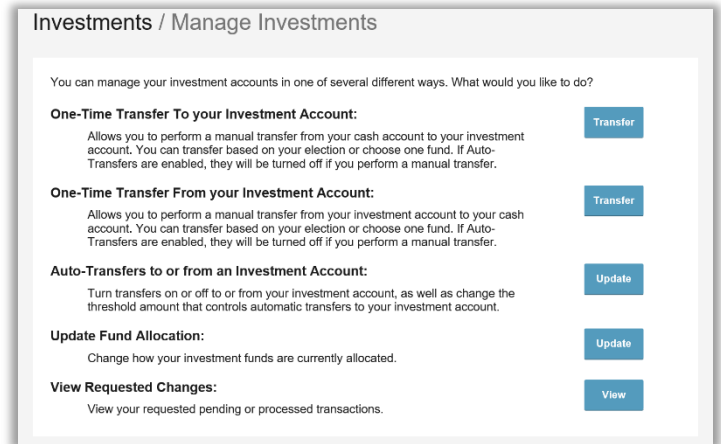 Investments / Manage Investments
You can manage your investment accounts in one of several different ways. What would you like to do?
One-Time Transfer To your Investment Account:
Transfer
Allows you to perform a manual transfer from your cash account to your investment
account. You can transfer based on your election or choose one fund. If Auto-
Transfers are enabled, they will be turned off if you perform a manual transfer.
One-Time Transfer From your Investment Account:
Transfer
Allows you to perform a manual transfer from your investment account to your cash
account. You can transfer based on your election or choose one fund. If Auto-
Transfers are enabled, they will be turned off if you perform a manual transfer.
Auto-Transfers to or from an Investment Account:
Update
Turn transfers on or off to or from your investment account, as well as change the
threshold amount that controls automatic transfers to your investment account.
Update Fund Allocation:
Update
Change how your investment funds are currently allocated.
View Requested Changes:
View
View your requested pending or processed transactions.